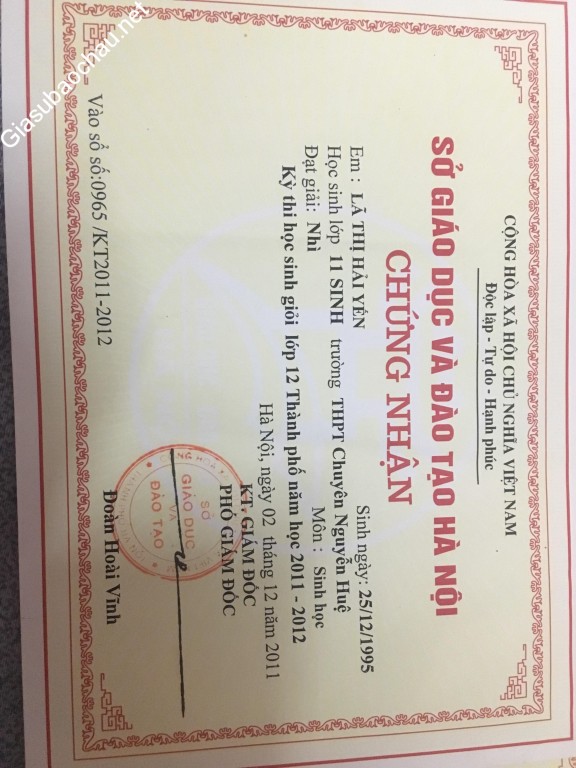 CỘNG HÒA XÃ HỘI CHỦ NGHĨA VIỆT NAM
Độc lập - Tự do - Hạnh phúc
SỞ GIÁO DỤC VÀ ĐÀO TẠO HÀ NỘI
CHỨNG NHẬN
Em : LÃ THỊ HẢI YẾN Sinh ngày: 25/12/1995
Học sinh lớp 11 SINH trường THPT Chuyên Nguyễn Huệ
Đạt giải: Nhì Môn : Sinh học
Kỳ thi học sinh giỏi lớp 12 Thành phố năm học 2011 - 2012
Hà Nội, ngày 02 tháng 12 năm 2011
KT. GIÁM ĐỐC
PHÓ GIÁM ĐỐC
SỞ
GIÁO DỤC
VÀ
ĐÀO TẠO
Đoàn Hoài Vĩnh
Vào sổ số:0965 /KT2011-2012
Giasubaochau.net